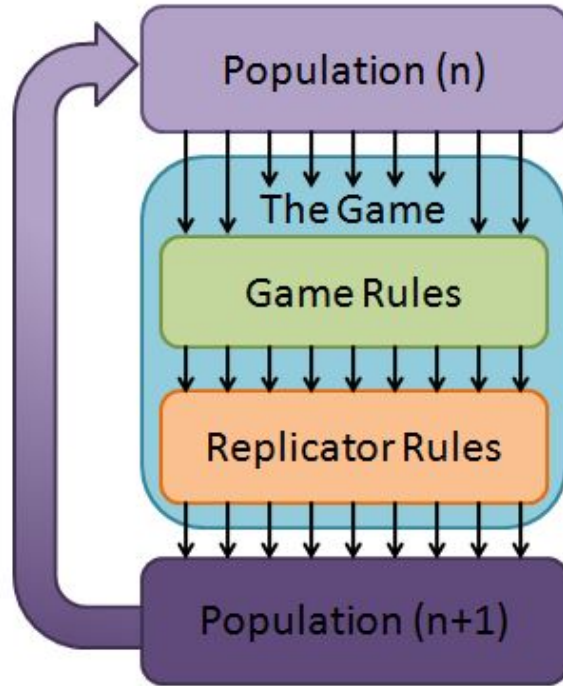 Population (n)
The Game
Game Rules
Replicator Rules
Population (n+1)